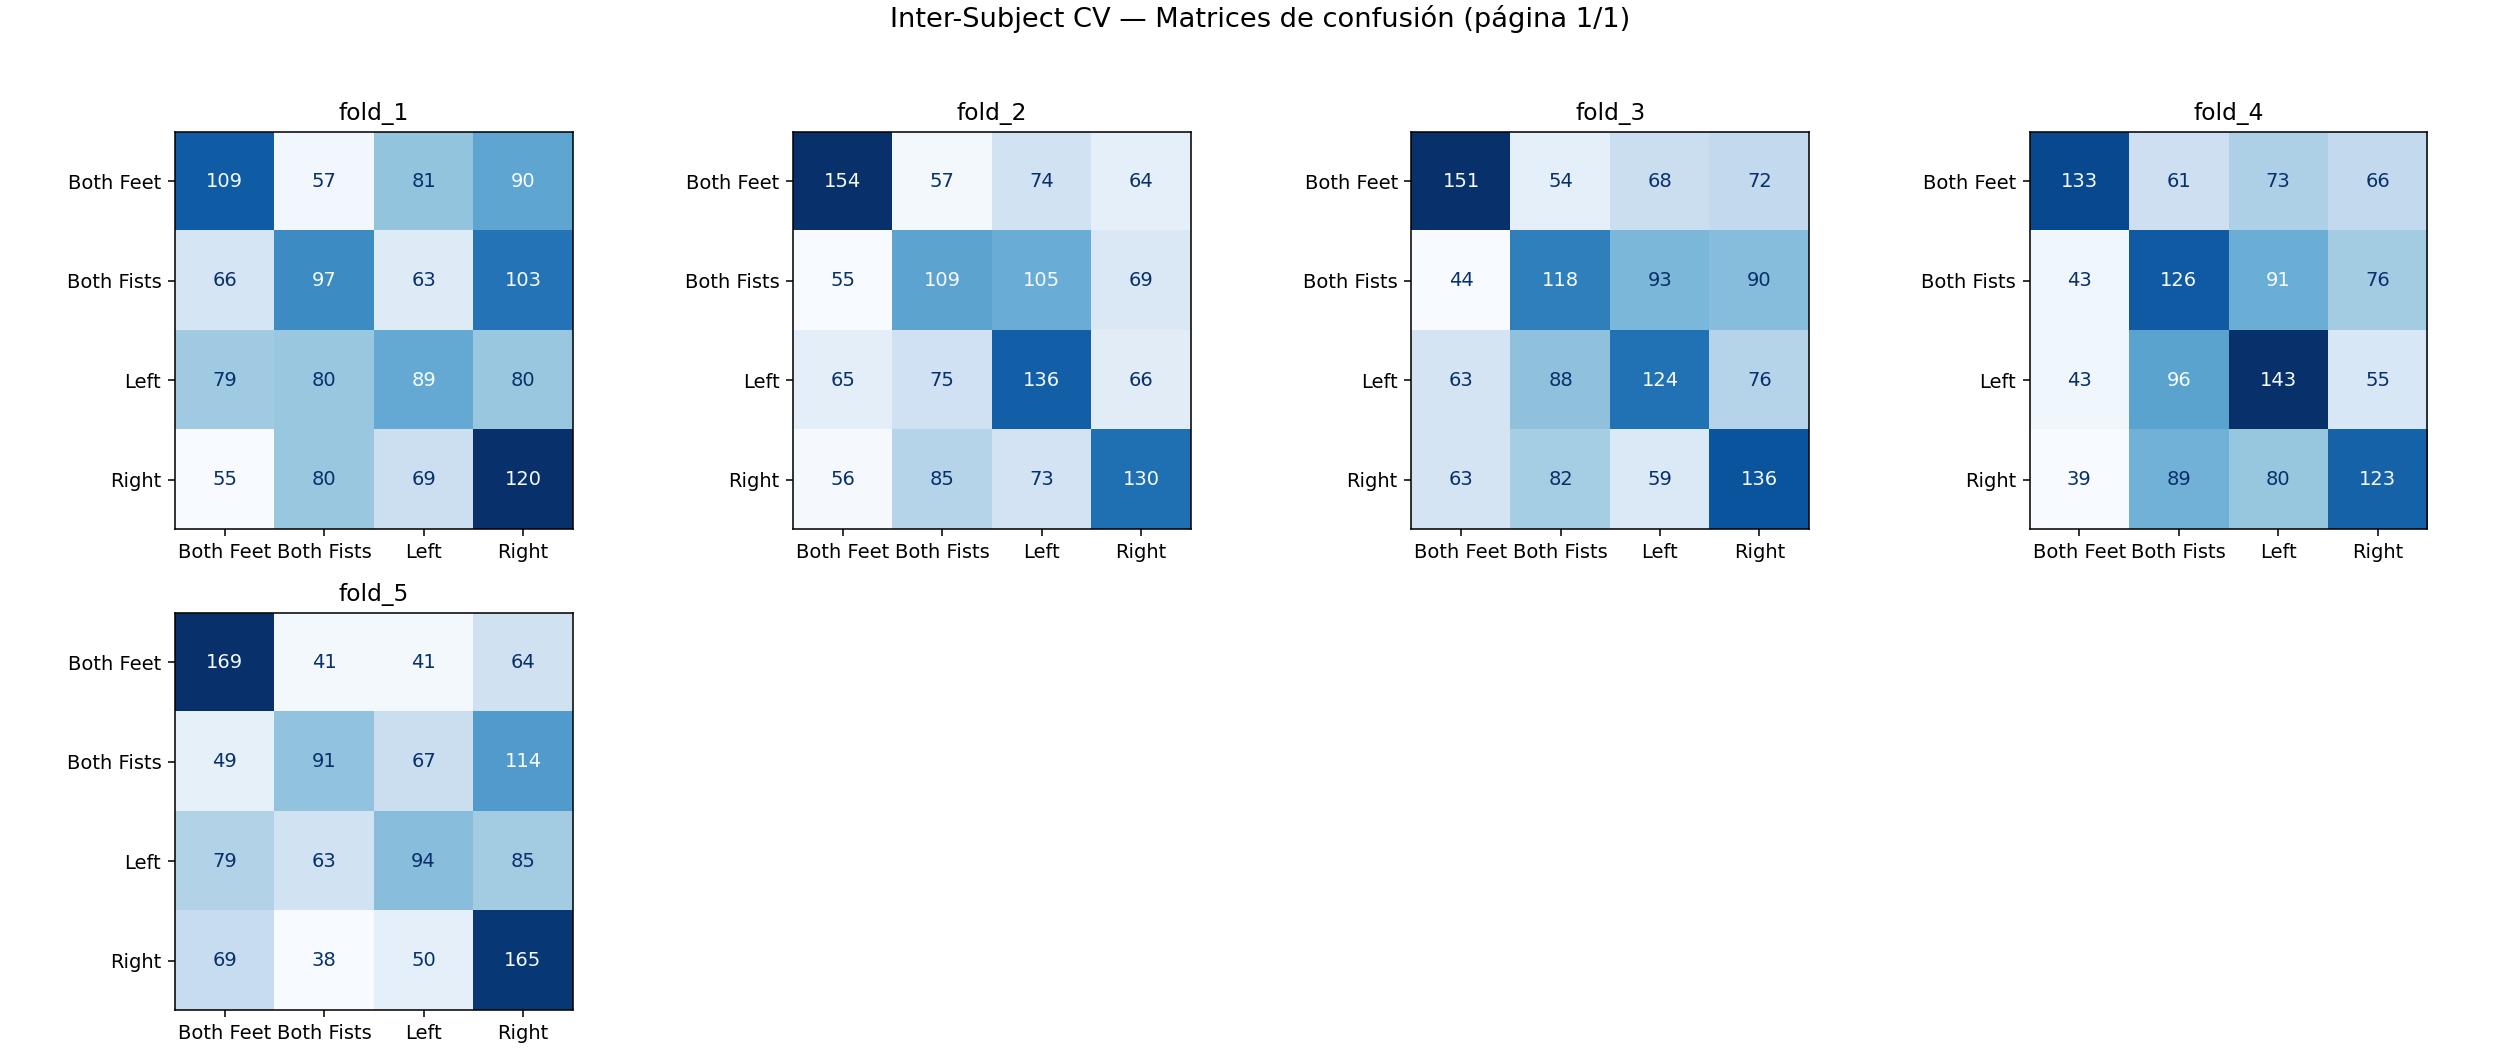 Inter-Subject CV — Matrices de confusión (página 1/1)
fold_1
Both Feet 109 57 81 90
Both Fists 66 97 63 103
Left 79 80 89 80
Right 55 80 69 120
Both Feet Both Fists Left Right
fold_2
Both Feet 154 57 74 64
Both Fists 55 109 105 69
Left 65 75 136 66
Right 56 85 73 130
Both Feet Both Fists Left Right
fold_3
Both Feet 151 54 68 72
Both Fists 44 118 93 90
Left 63 88 124 76
Right 63 82 59 136
Both Feet Both Fists Left Right
fold_4
Both Feet 133 61 73 66
Both Fists 43 126 91 76
Left 43 96 143 55
Right 39 89 80 123
Both Feet Both Fists Left Right
fold_5
Both Feet 169 41 41 64
Both Fists 49 91 67 114
Left 79 63 94 85
Right 69 38 50 165
Both Feet Both Fists Left Right